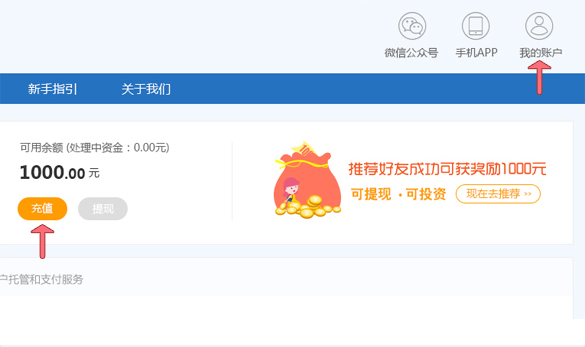 微信公众号 手机APP 我的账户
新手指引 关于我们
可用余额 (处理中资金：0.00元)
1000.00 元
充值 提现
推荐好友成功可获奖励1000元
可提现 · 可投资 现在去推荐 >>
户托管和支付服务